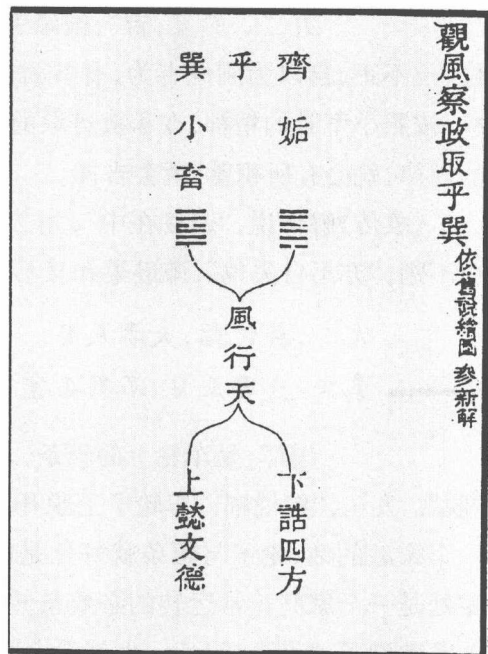 觀風察政取乎巽 依舊說繪圖 參新解
齊乎巽
姤
小畜
風行天
下誥四方
上懿文德